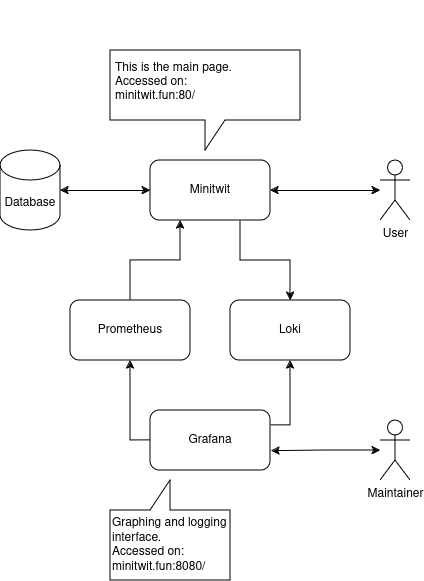 This is the main page.
Accessed on:
minitwit.fun:80/
Minitwit
Database
User
Prometheus
Loki
Grafana
Maintainer
Graphing and logging
interface.
Accessed on:
minitwit.fun:8080/